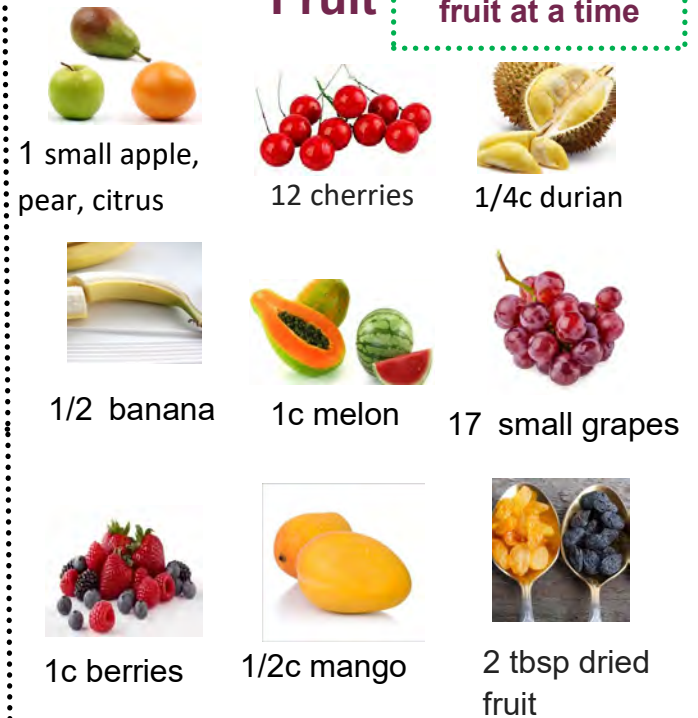 Fruit
fruit at a time
1 small apple,
pear, citrus
12 cherries
1/4c durian
1/2 banana
1c melon
17 small grapes
1c berries
1/2c mango
2 tbsp dried
fruit